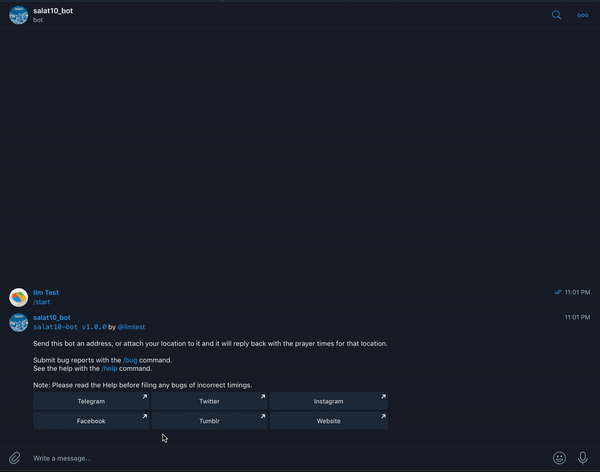 salat10_bot
bot
Ilm Test
11:01 PM
/start
salat10_bot
11:01 PM
salat10-bot v1.0.0 by @ilmtest
Send this bot an address, or attach your location to it and it will reply back with the prayer times for that location.
Submit bug reports with the /bug command.
See the help with the /help command.
Note: Please read the Help before filing any bugs of incorrect timings.
Telegram Twitter Instagram
Facebook Tumblr Website
Write a message...